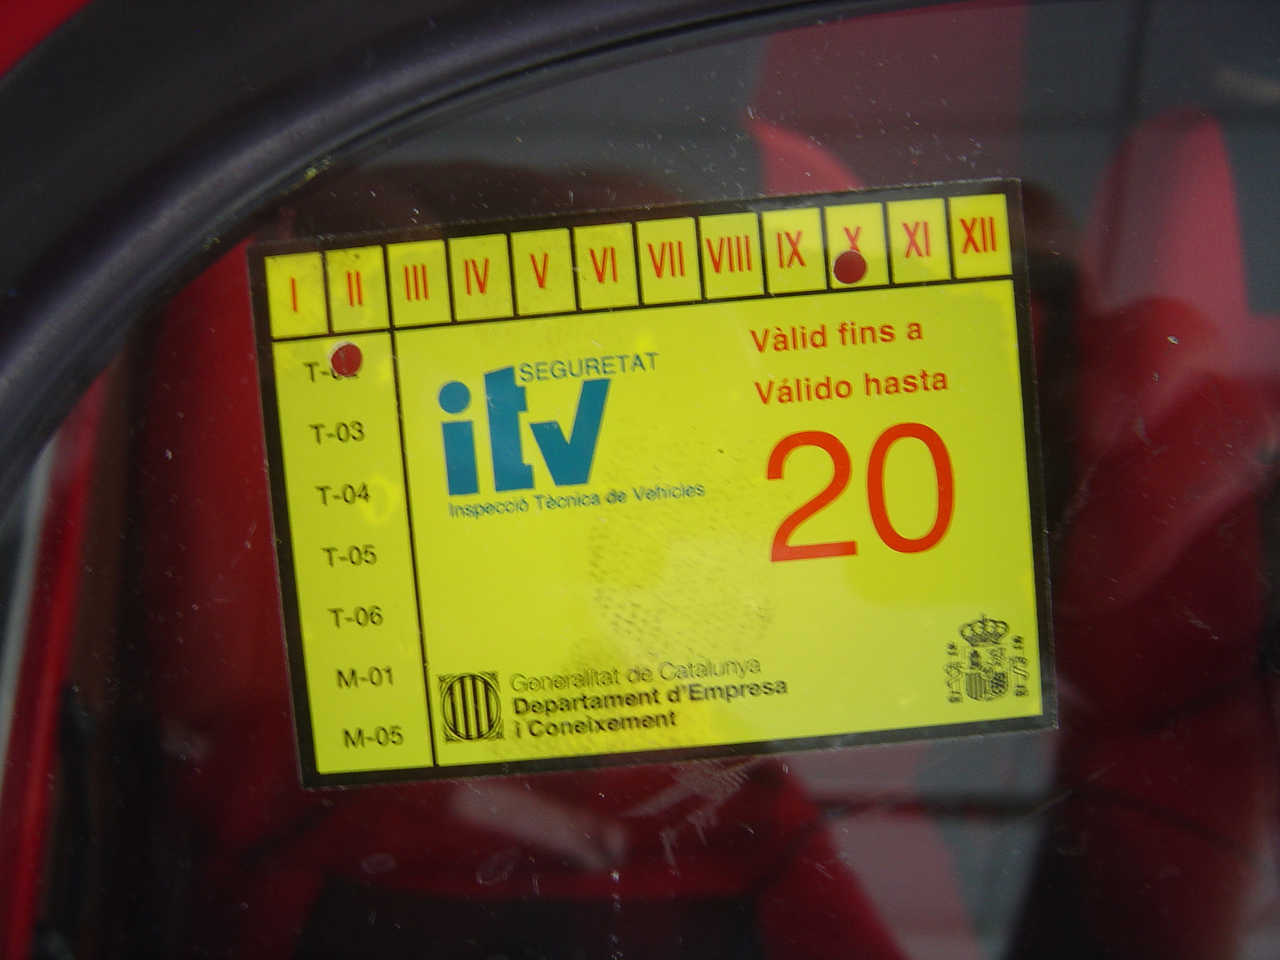 I II III IV V VI VII VIII IX X XI XII
T-02
T-03
T-04
T-05
T-06
M-01
M-05
SEGURETAT
itv
Inspecció Tècnica de Vehicles
Vàlid fins a
Válido hasta
20
Generalitat de Catalunya
Departament d'Empresa
i Coneixement